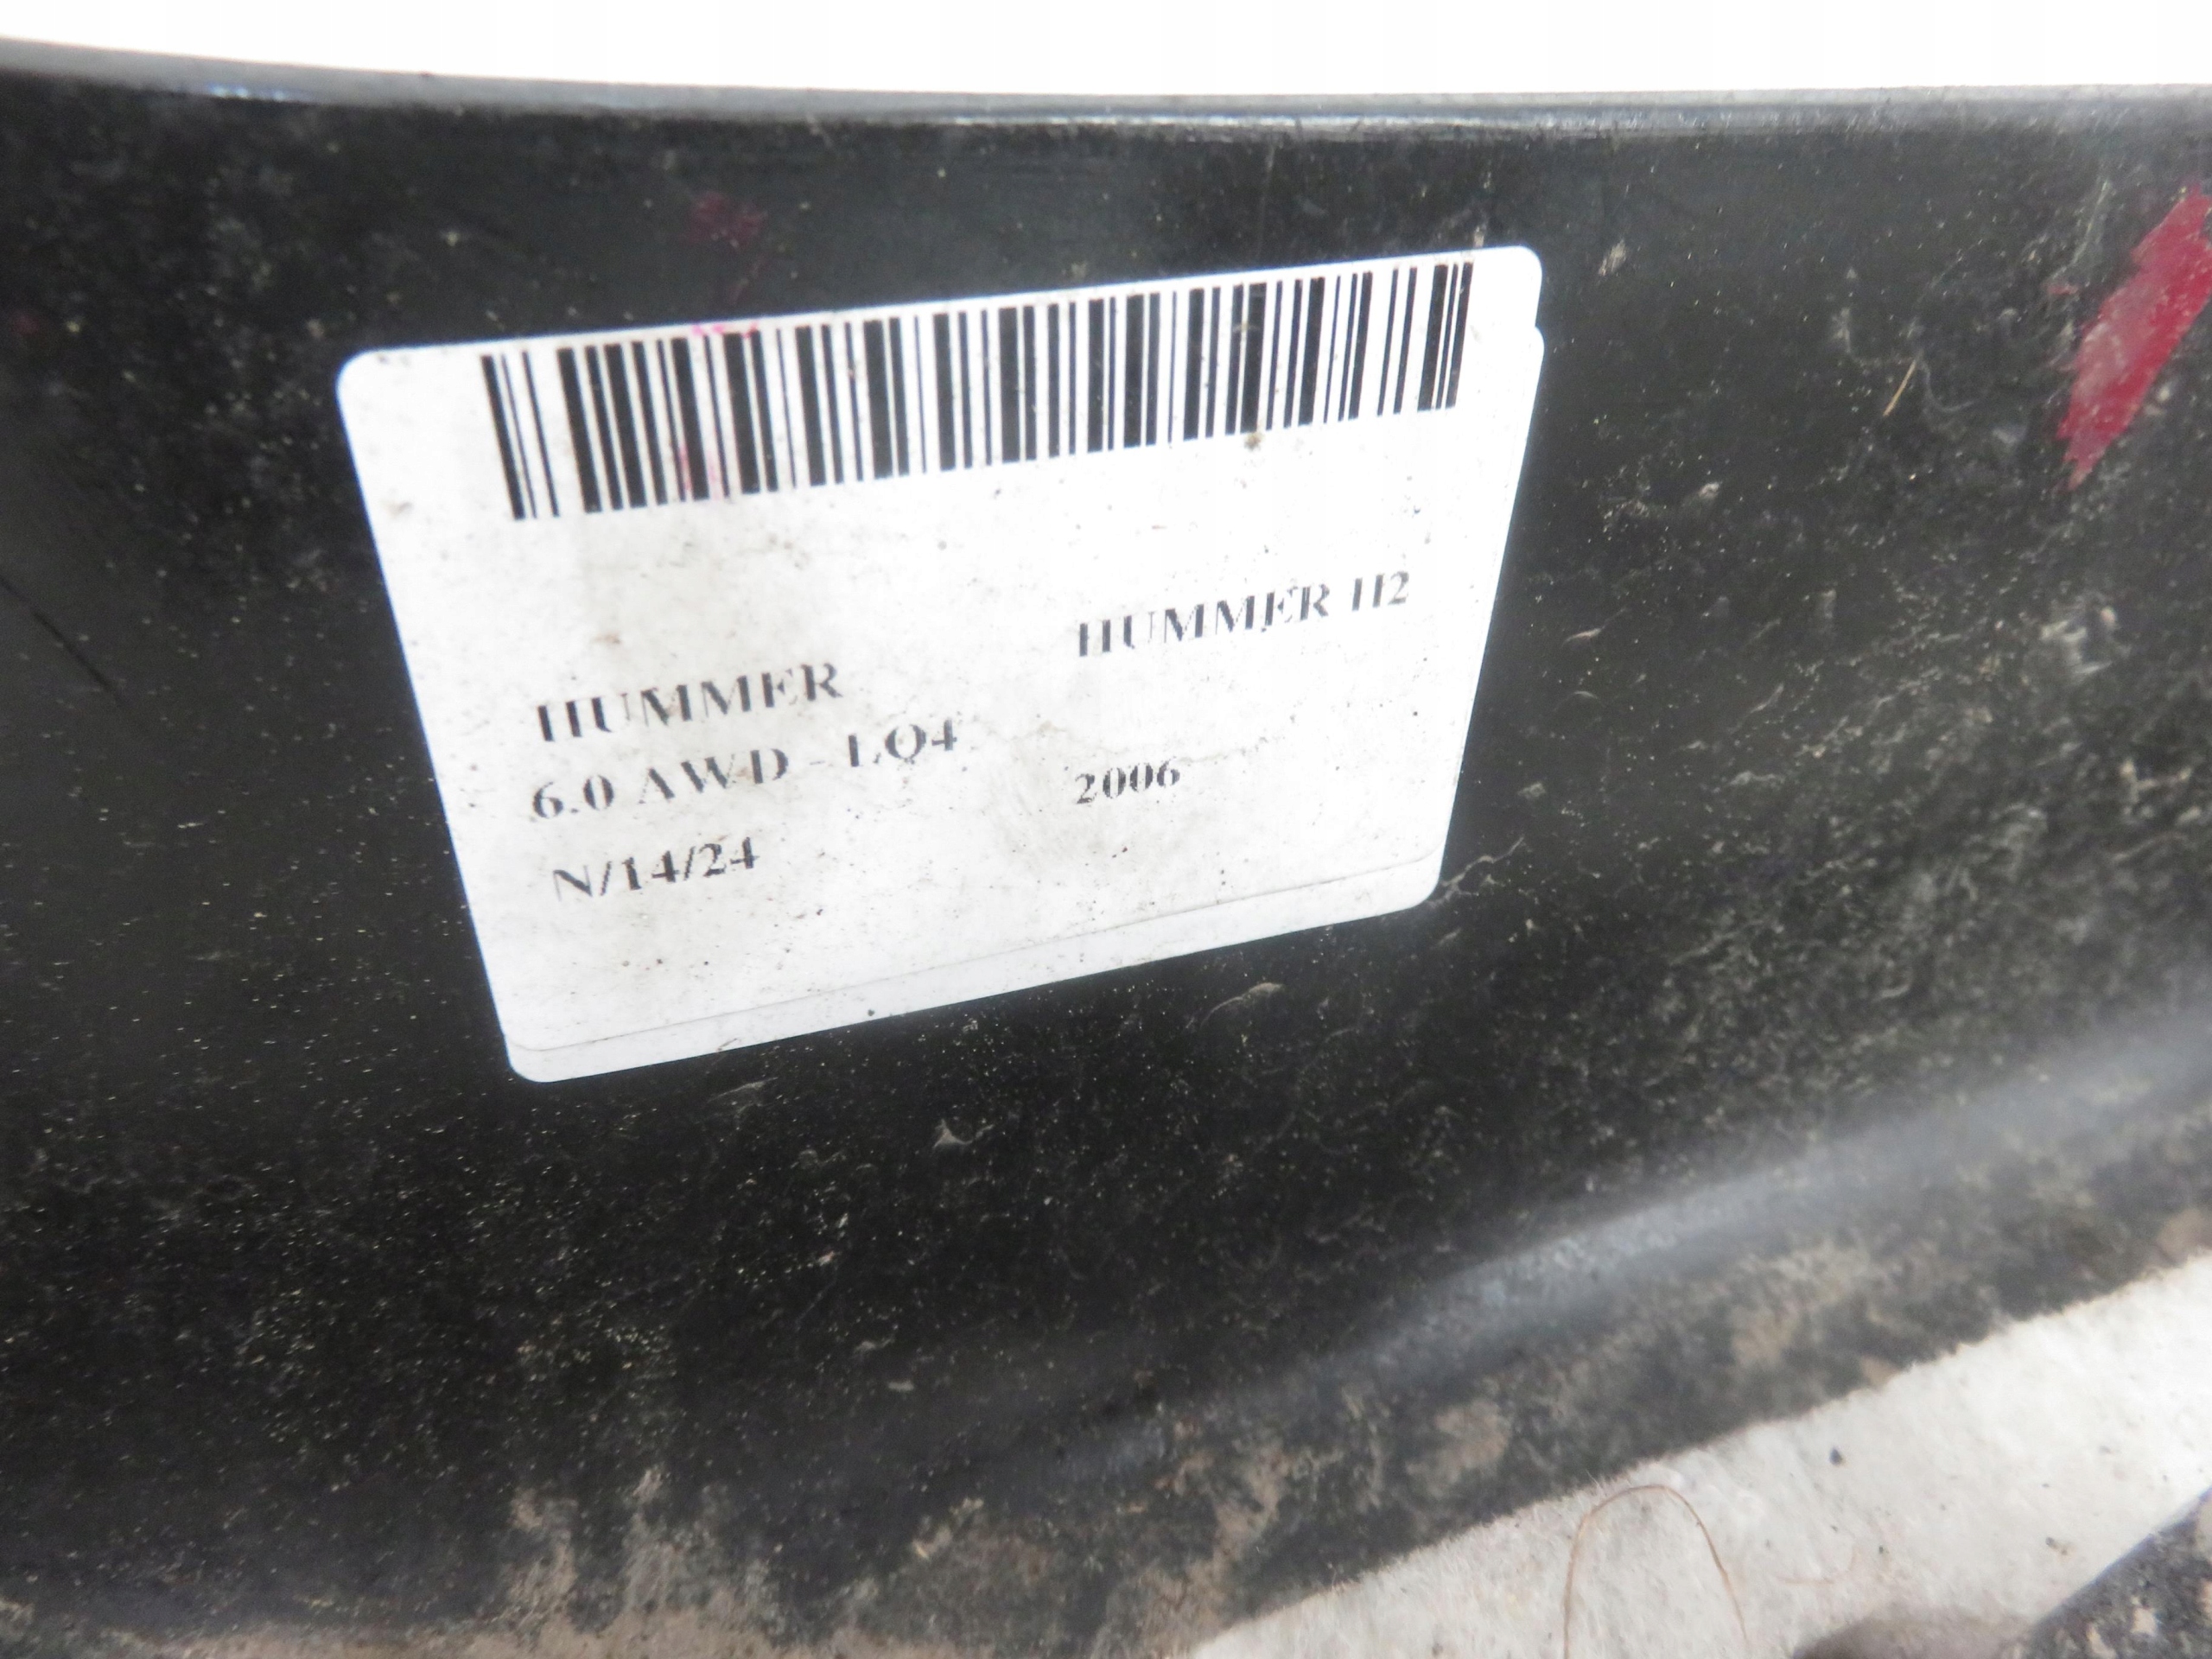 HUMMER HUMMER H2
6.0 AWD - LQ4 2006
N/14/24